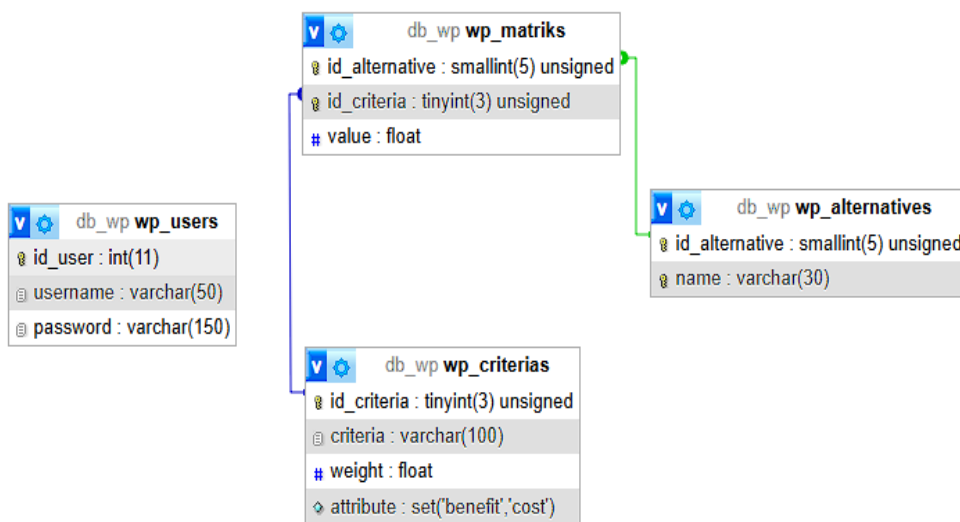 db_wp wp_matriks
id_alternative : smallint(5) unsigned
id_criteria : tinyint(3) unsigned
# value : float
db_wp wp_users
id_user : int(11)
username : varchar(50)
password : varchar(150)
db_wp wp_alternatives
id_alternative : smallint(5) unsigned
name : varchar(30)
db_wp wp_criterias
id_criteria : tinyint(3) unsigned
criteria : varchar(100)
# weight : float
attribute : set('benefit','cost')